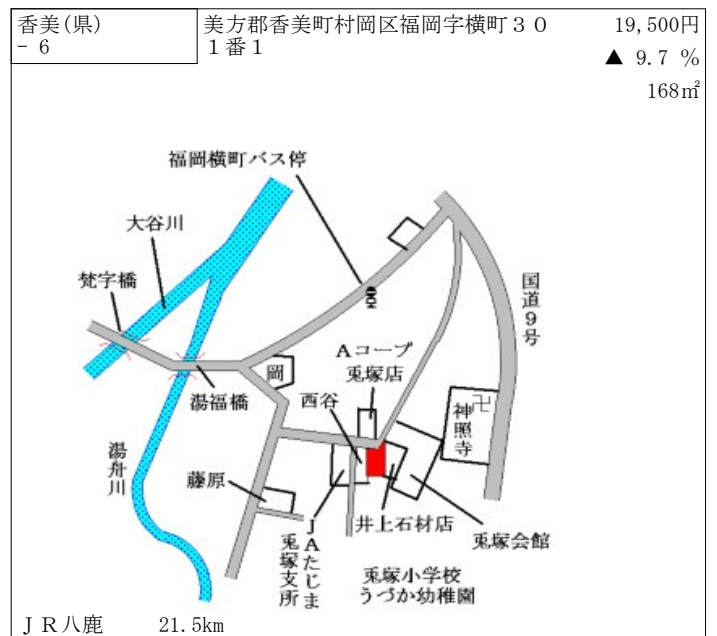 香美(県)
- 6
美方郡香美町村岡区福岡字横町３０
１番１
19,500円
▲ 9.7 %
168㎡
福岡横町バス停
大谷川
梵字橋
国道９号
Ａコープ
兎塚店
岡
西谷
湯福橋
神照寺
卍
湯舟川
藤原
ＪＡたじま
兎塚支所
井上石材店
兎塚会館
兎塚小学校
うづか幼稚園
ＪＲ八鹿 21.5km